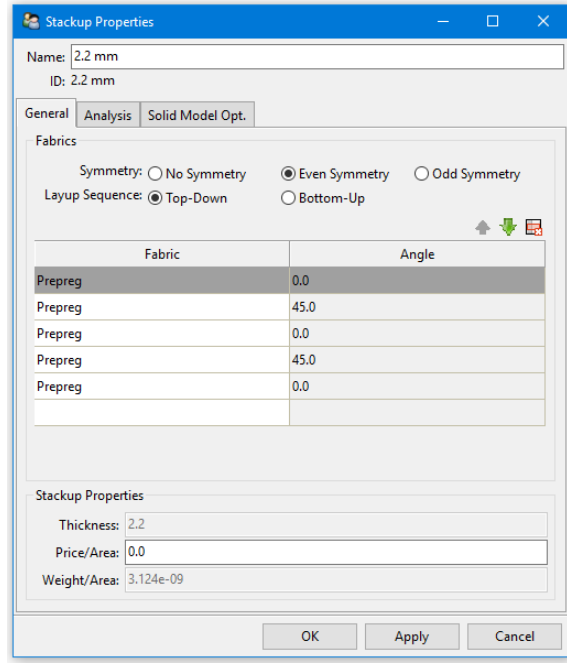 Stackup Properties
Name: 2.2 mm
ID: 2.2 mm
General Analysis Solid Model Opt.
Fabrics
Symmetry: No Symmetry Even Symmetry Odd Symmetry
Layup Sequence: Top-Down Bottom-Up
Fabric Angle
Prepreg 0.0
Prepreg 45.0
Prepreg 0.0
Prepreg 45.0
Prepreg 0.0
Stackup Properties
Thickness: 2.2
Price/Area: 0.0
Weight/Area: 3.124e-09
OK Apply Cancel